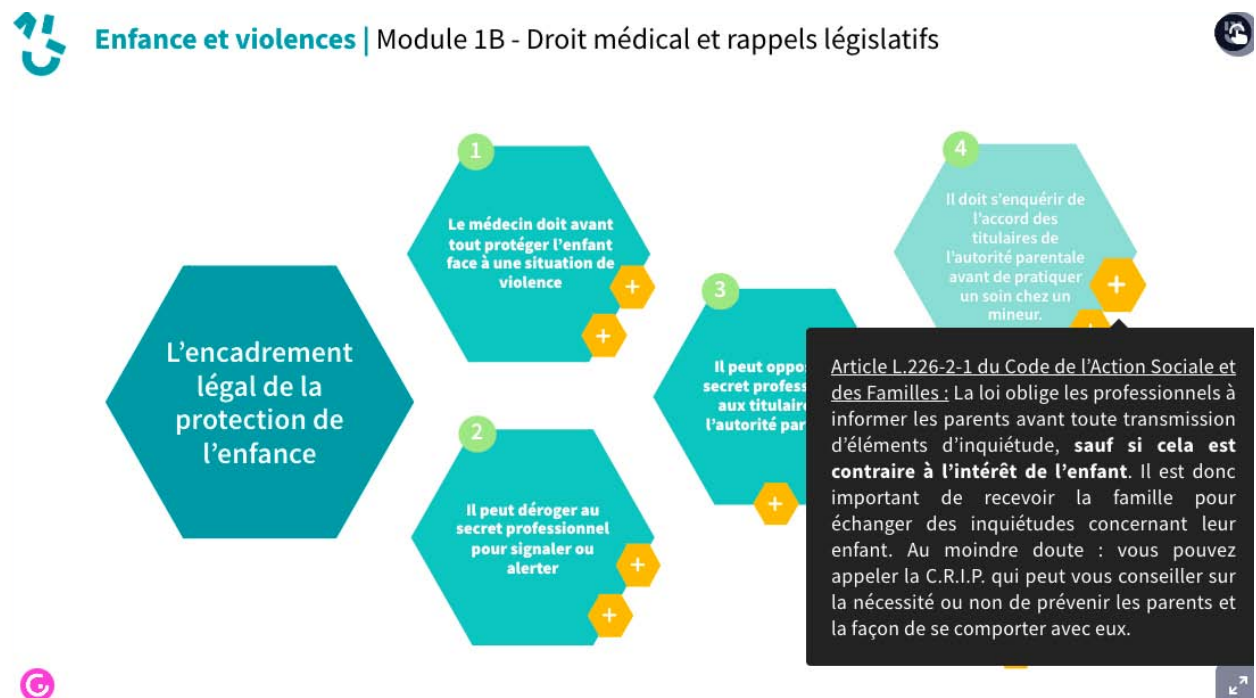 Enfance et violences | Module 1B - Droit médical et rappels législatifs
L'encadrement
légal de la
protection de
l'enfance
1
Le médecin doit avant
tout protéger l'enfant
face à une situation de
violence
+
+
2
Il peut déroger au
secret professionnel
pour signaler ou
alerter
+
+
3
Il peut
secret
aux
l'autorité
+
4
Il doit s'enquérir de
l'accord des
titulaires de
l'autorité parentale
avant de pratiquer
un soin chez un
mineur.
+
Article L.226-2-1 du Code de l'Action Sociale et
des Familles : La loi oblige les professionnels à
informer les parents avant toute transmission
d'éléments d'inquiétude, sauf si cela est
contraire à l'intérêt de l'enfant. Il est donc
important de recevoir la famille pour
échanger des inquiétudes concernant leur
enfant. Au moindre doute : vous pouvez
appeler la C.R.I.P. qui peut vous conseiller sur
la nécessité ou non de prévenir les parents et
la façon de se comporter avec eux.